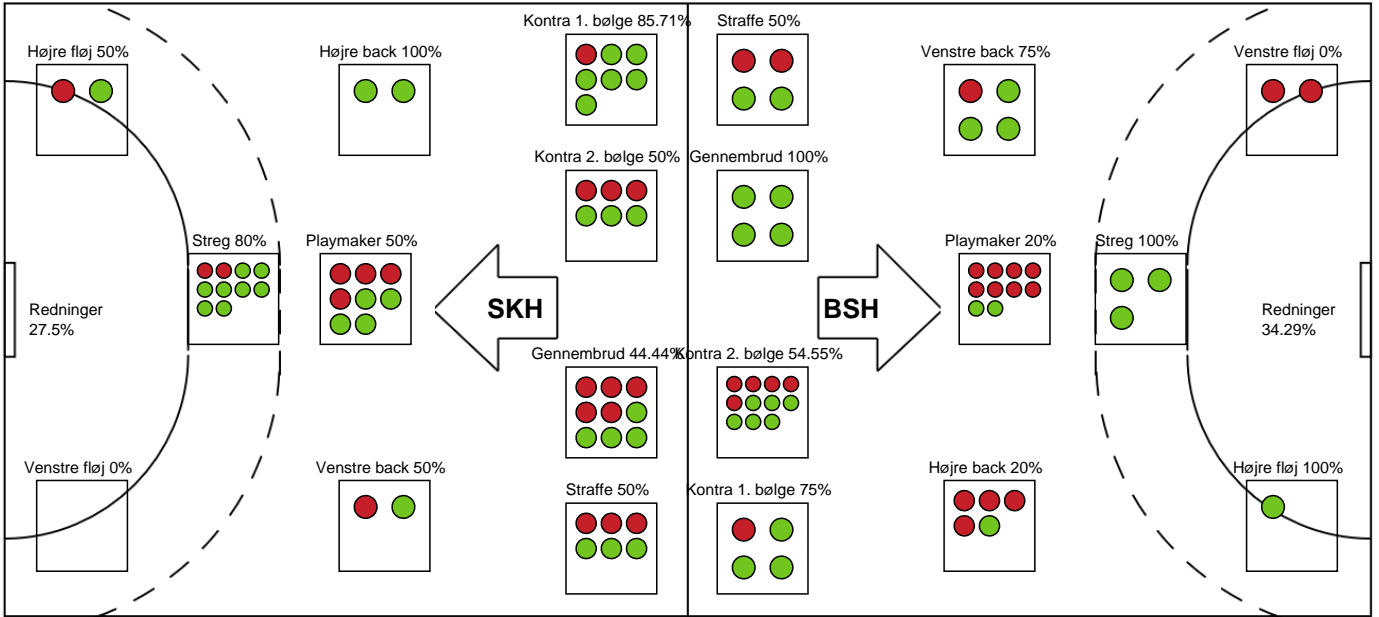 Kontra 1. bølge 85.71%
Straffe 50%
Højre fløj 50%
Højre back 100%
Venstre back 75%
Venstre fløj 0%
Kontra 2. bølge 50%
Gennembrud 100%
Streg 80%
Playmaker 50%
Playmaker 20%
Streg 100%
Redninger
27.5%
SKH
BSH
Redninger
34.29%
Gennembrud 44.44%
Kontra 2. bølge 54.55%
Venstre fløj 0%
Venstre back 50%
Højre back 20%
Højre fløj 100%
Straffe 50%
Kontra 1. bølge 75%